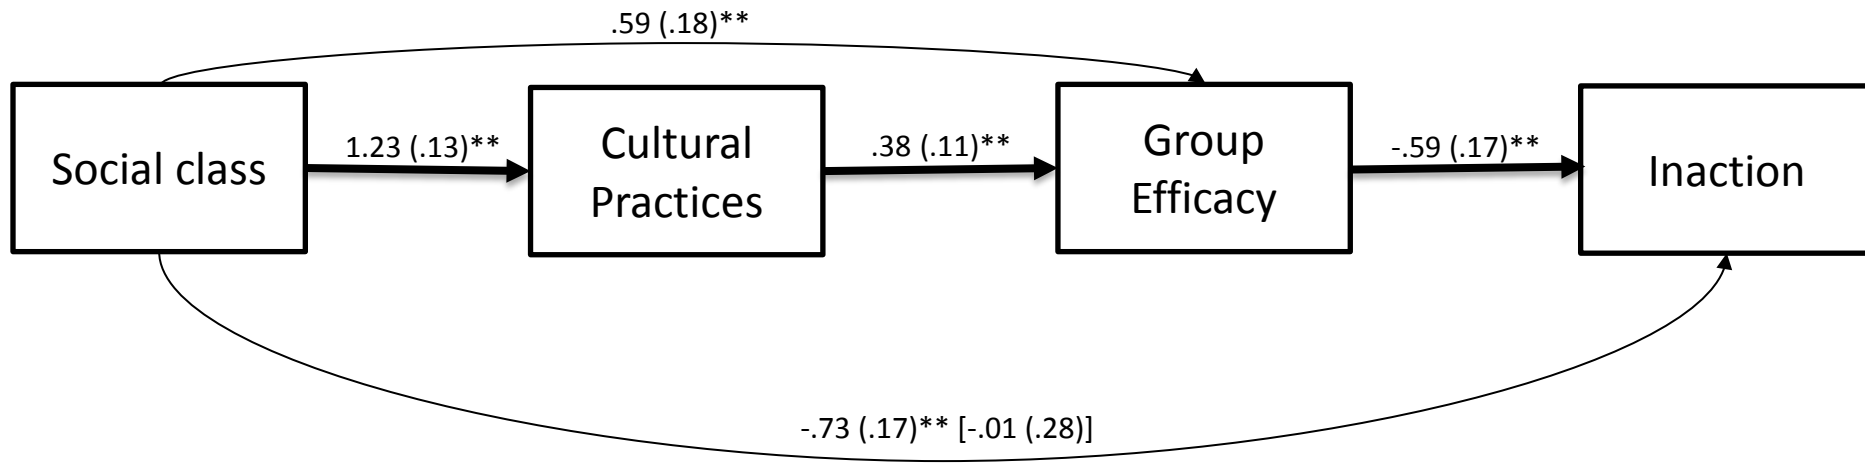 .59 (.18)**
Social class
1.23 (.13)**
Cultural
Practices
.38 (.11)**
Group
Efficacy
-.59 (.17)**
Inaction
-.73 (.17)** [-.01 (.28)]